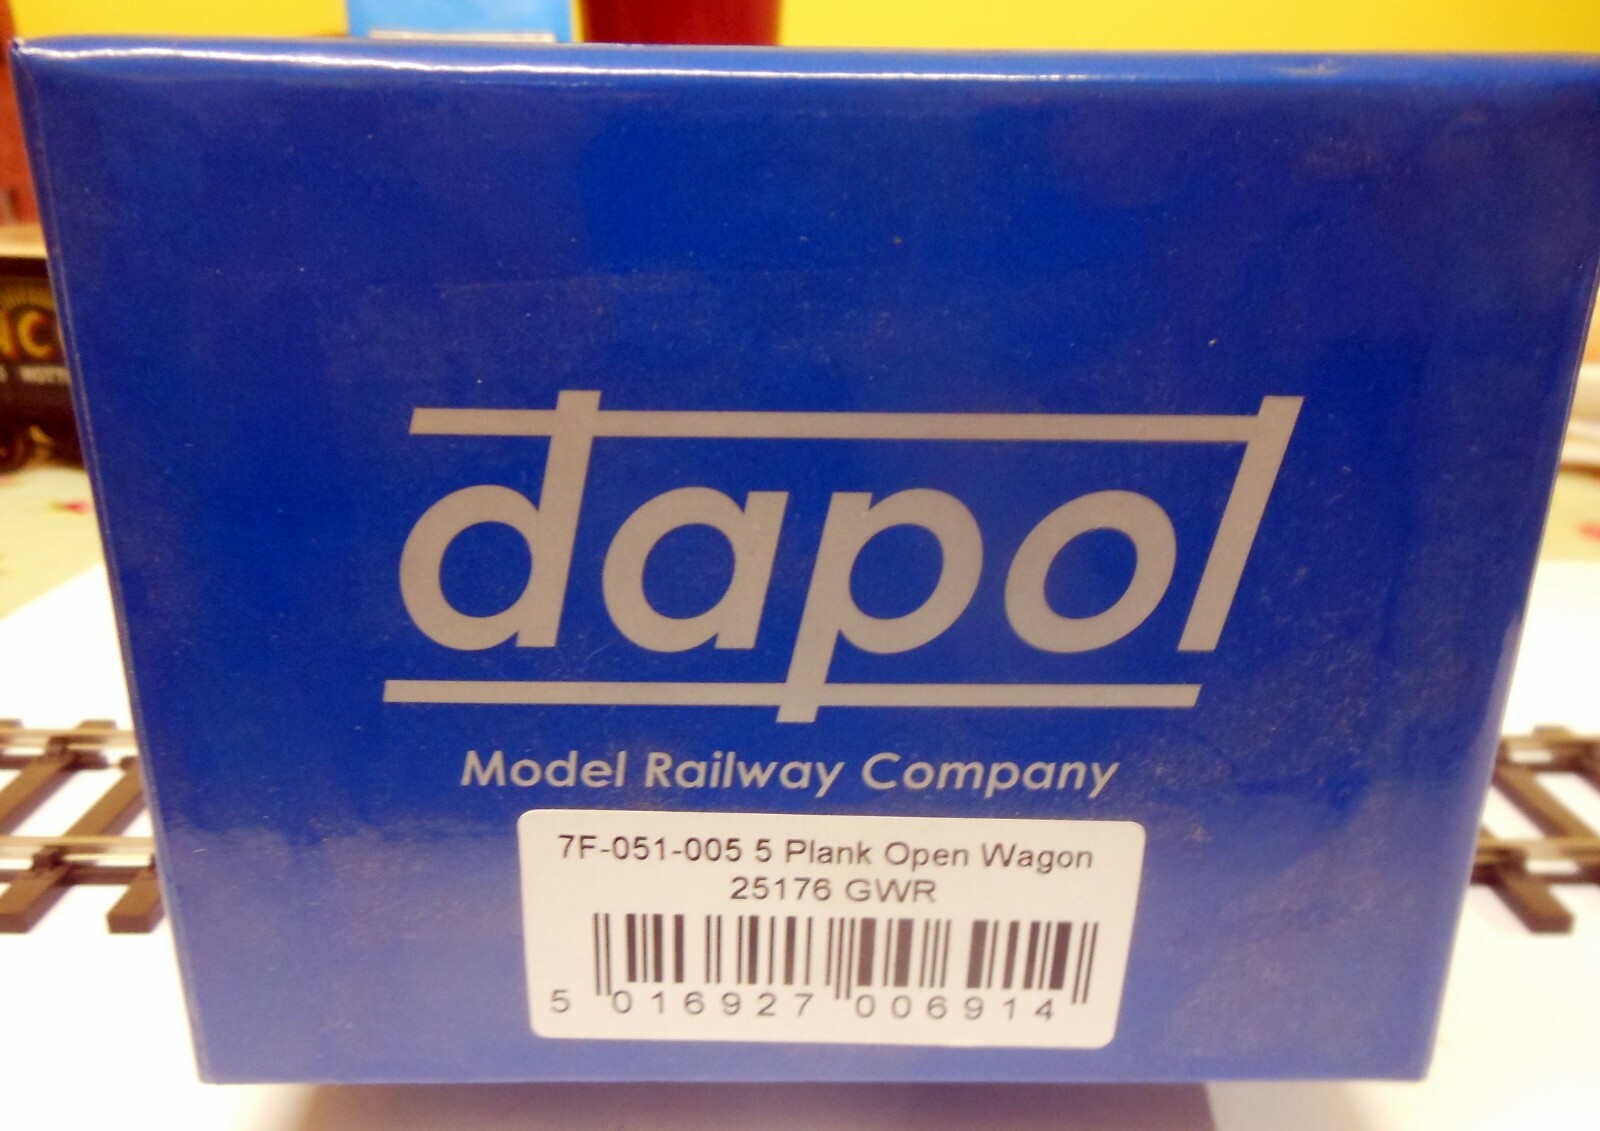 dapol
Model Railway Company
7F-051-005 5 Plank Open Wagon
25176 GWR
5 016927 006914